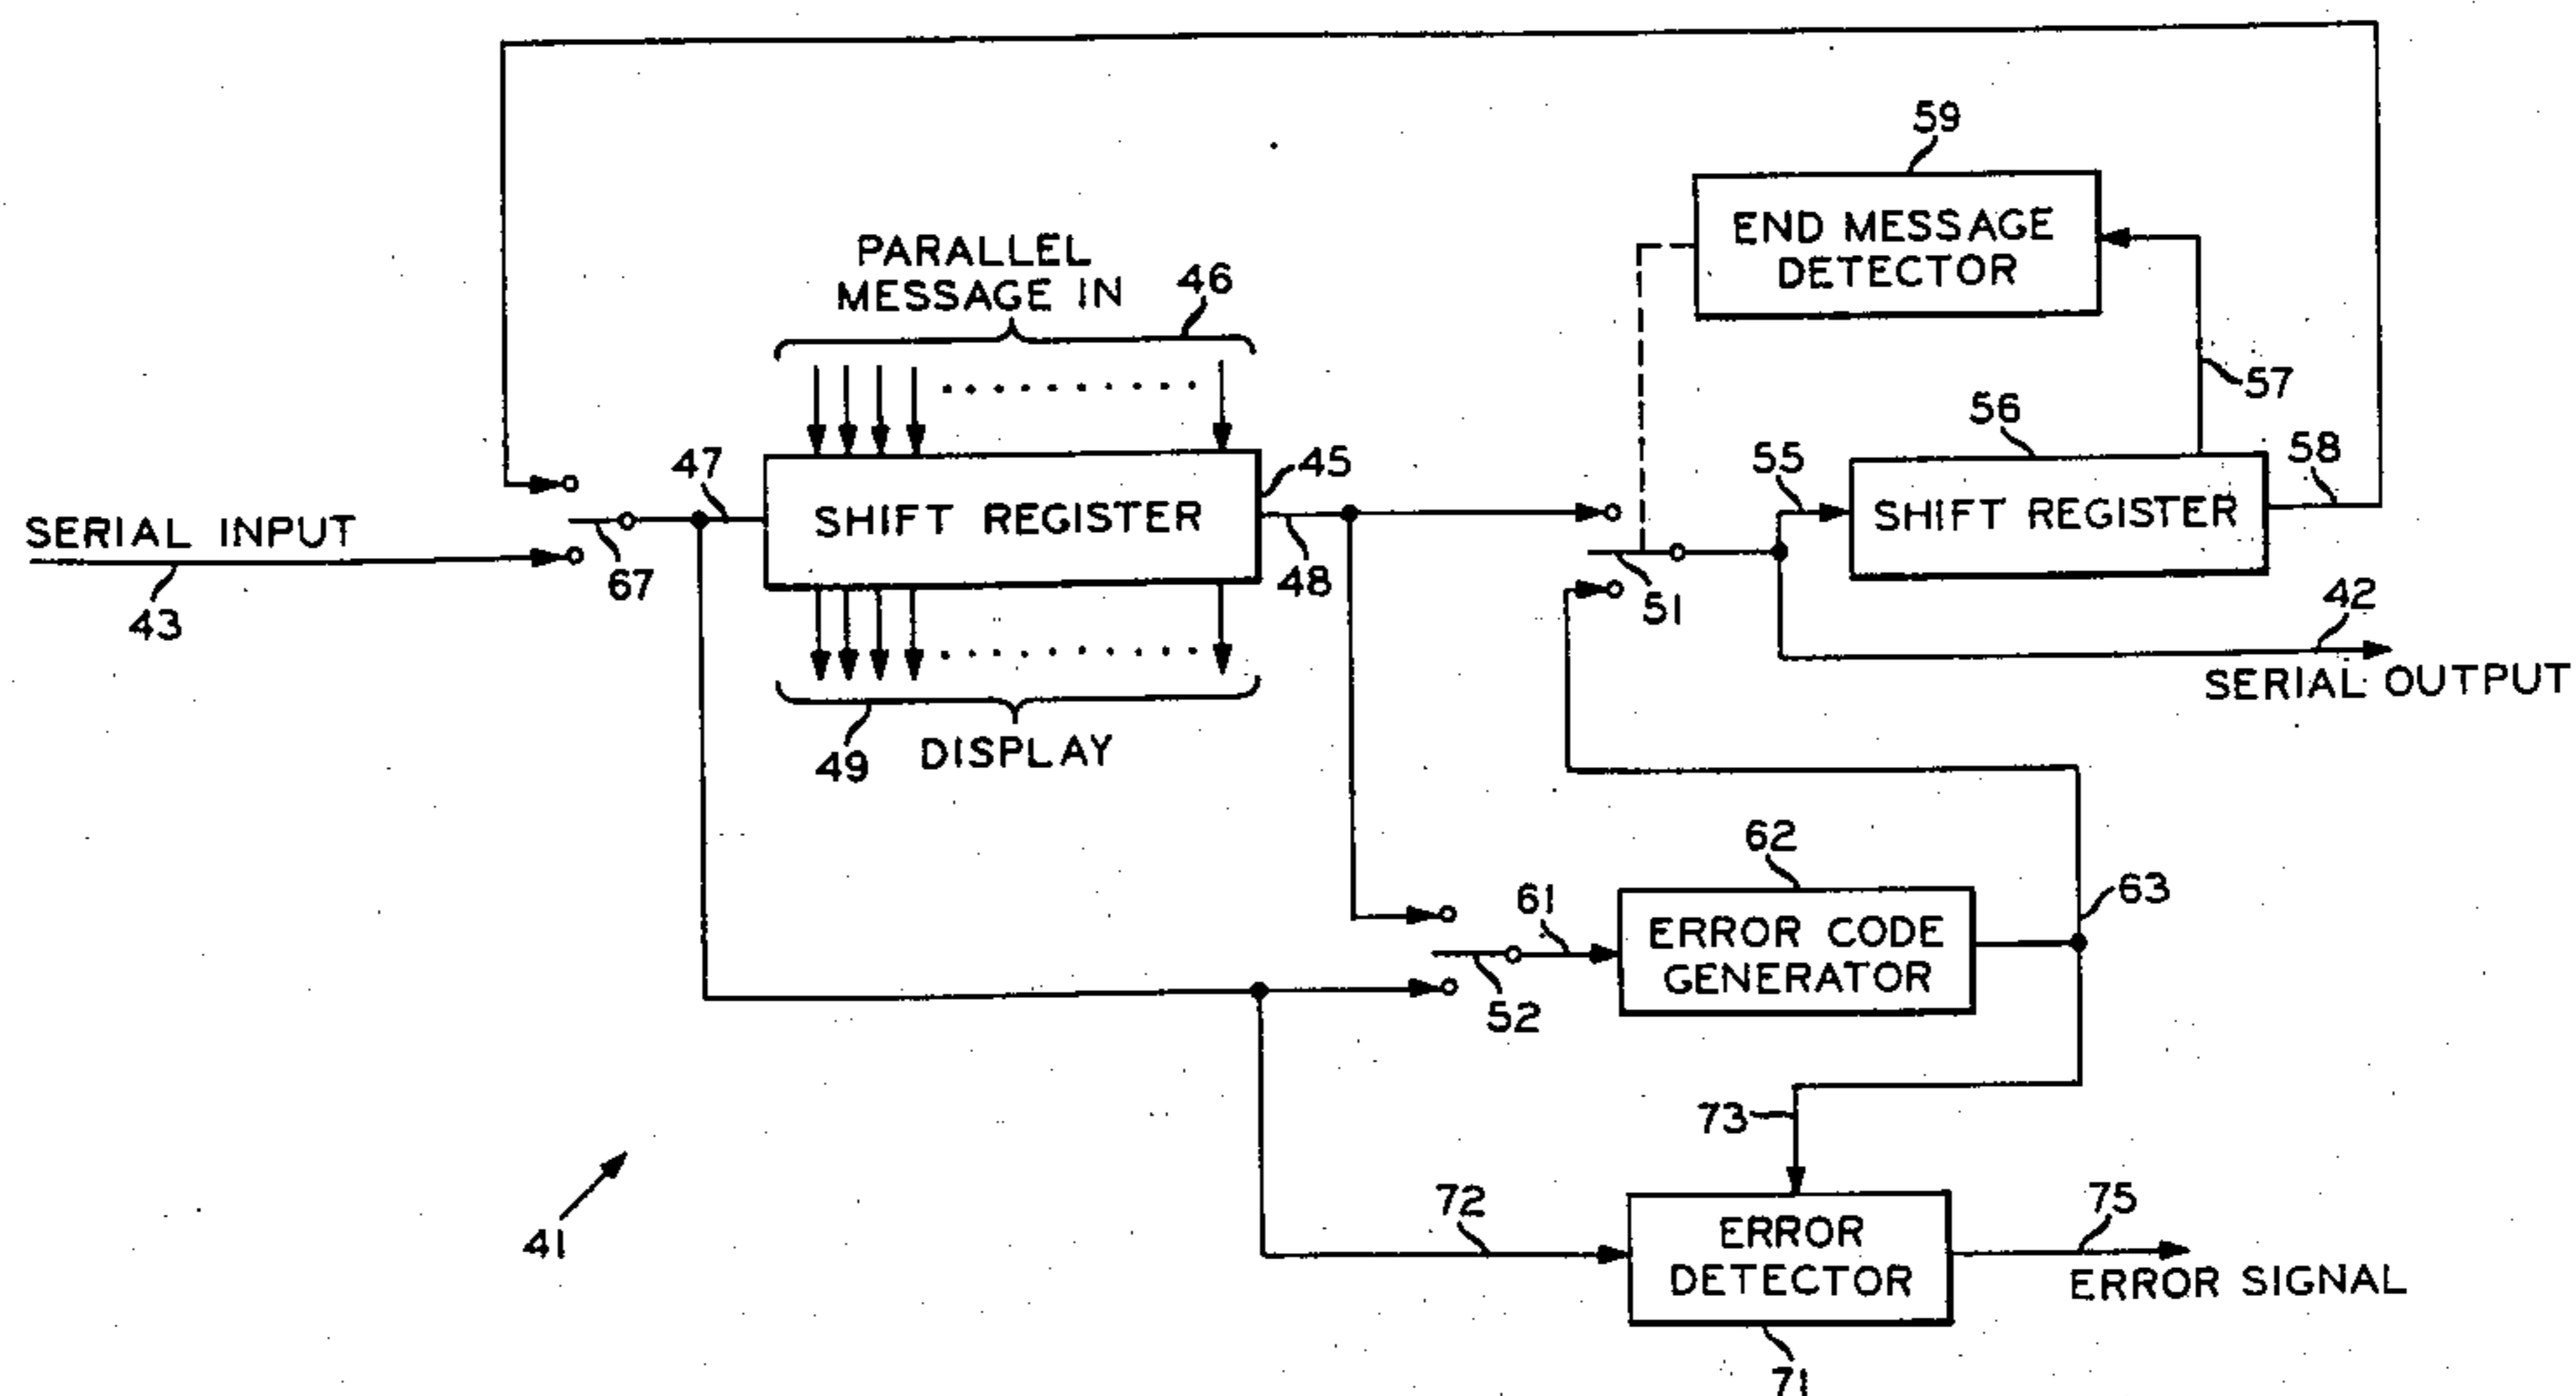 59
END MESSAGE
DETECTOR
PARALLEL
MESSAGE IN
46
57
56
58
47
45
55
SERIAL INPUT
SHIFT REGISTER
SHIFT REGISTER
43
67
48
51
42
SERIAL OUTPUT
49
DISPLAY
62
61
63
ERROR CODE
GENERATOR
52
73
41
72
75
ERROR
DETECTOR
ERROR SIGNAL
71